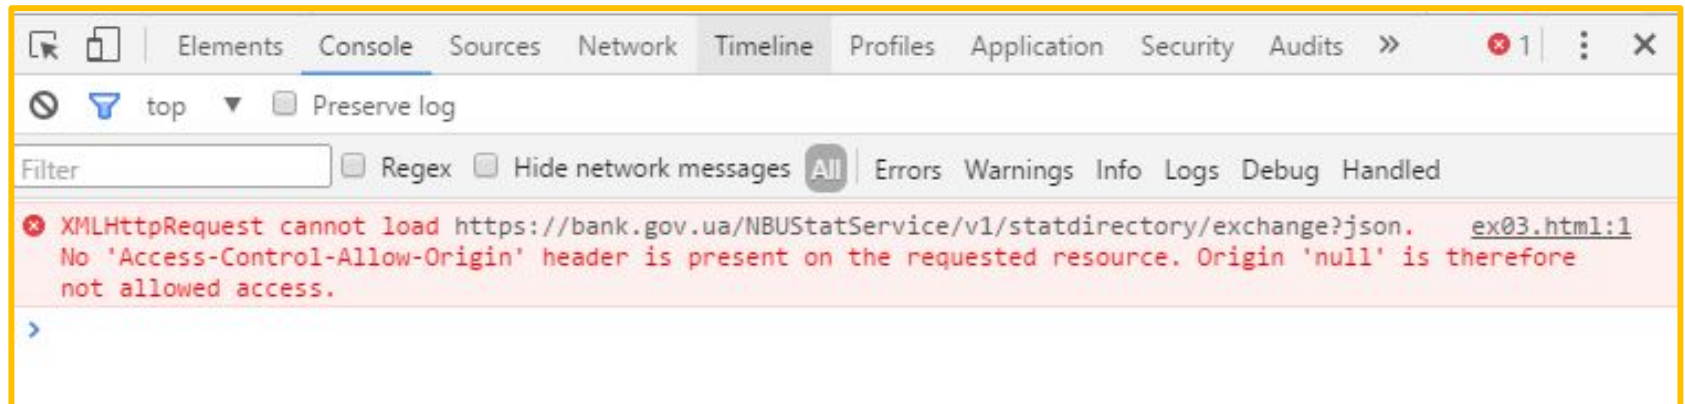 Elements Console Sources Network Timeline Profiles Application Security Audits » 1
top ▼ Preserve log
Filter Regex Hide network messages All Errors Warnings Info Logs Debug Handled
XMLHttpRequest cannot load https://bank.gov.ua/NBUStatService/v1/statdirectory/exchange?json. ex03.html:1
No 'Access-Control-Allow-Origin' header is present on the requested resource. Origin 'null' is therefore
not allowed access.